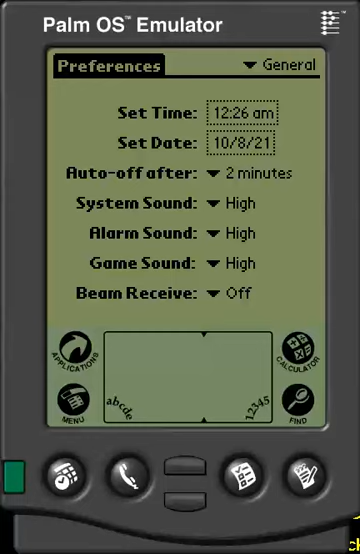 Palm OS™ Emulator
Preferences
General
Set Time: 12:26 am
Set Date: 10/8/21
Auto-off after: 2 minutes
System Sound: High
Alarm Sound: High
Game Sound: High
Beam Receive: Off
APPLICATIONS
CALCULATOR
MENU
abcde
12345
FIND